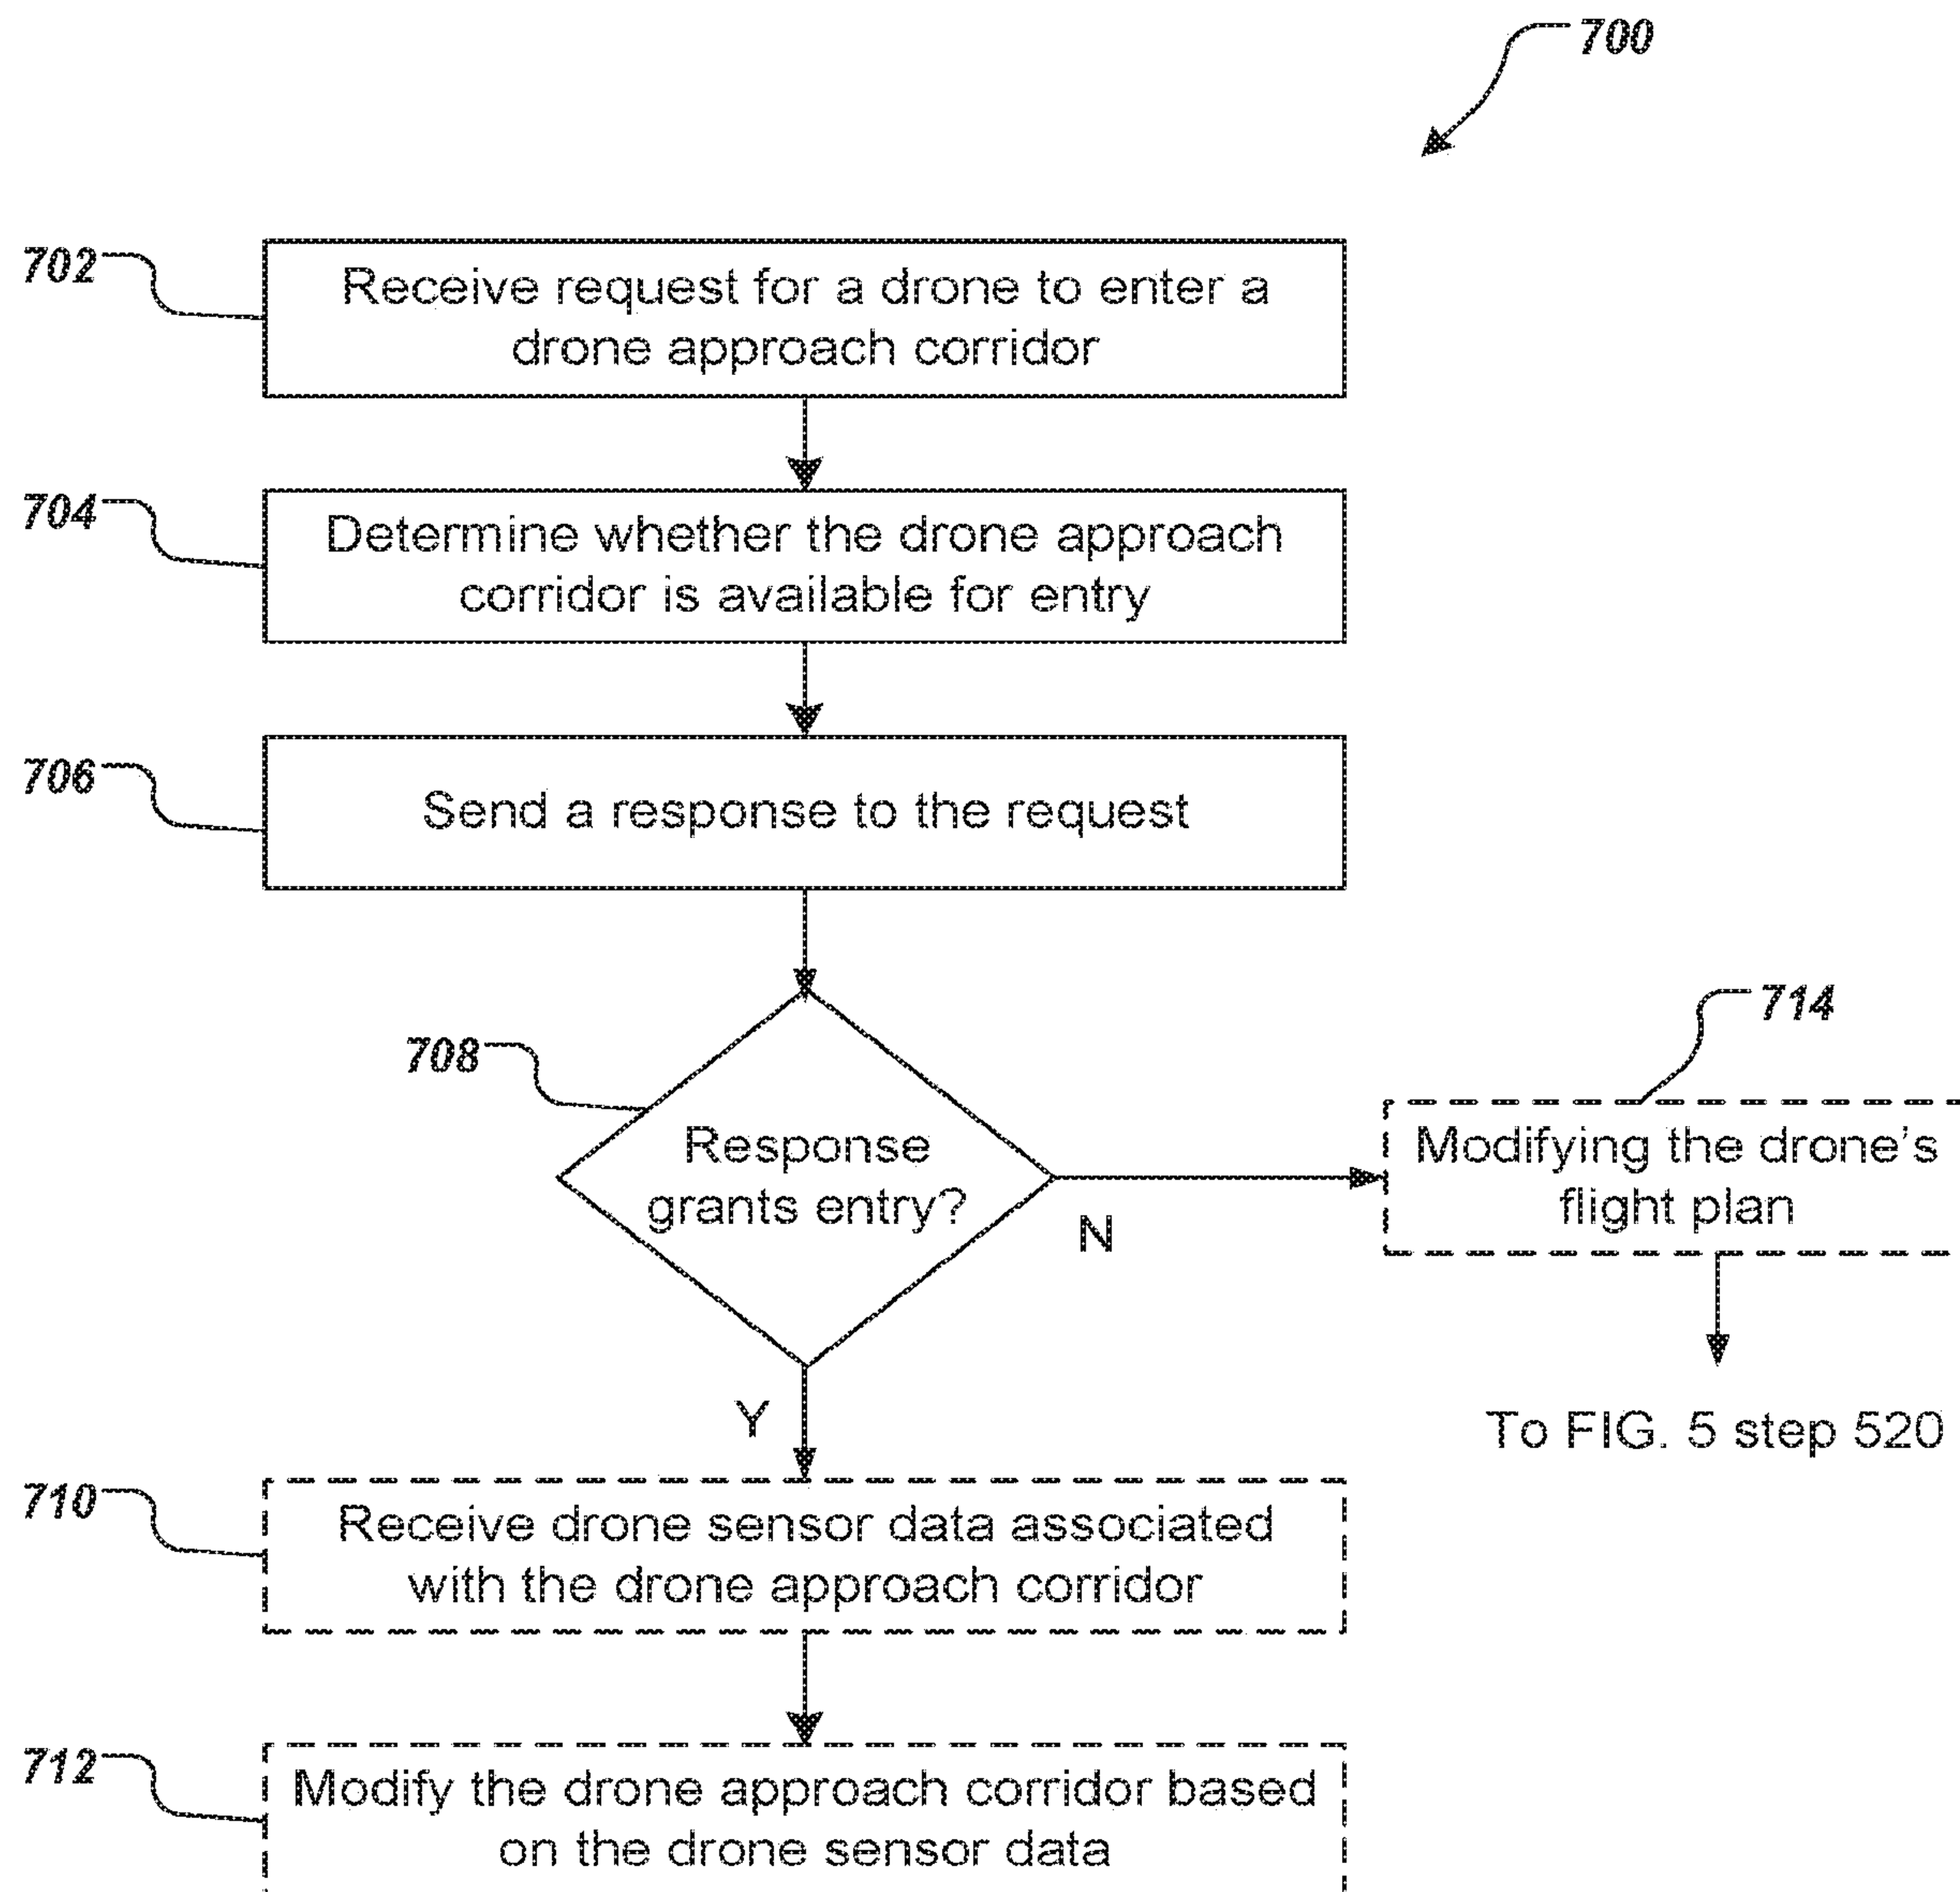 700
702
Receive request for a drone to enter a
drone approach corridor
704
Determine whether the drone approach
corridor is available for entry
706
Send a response to the request
708
Response
grants entry?
N
714
Modifying the drone's
flight plan
To FIG. 5 step 520
Y
710
Receive drone sensor data associated
with the drone approach corridor
712
Modify the drone approach corridor based
on the drone sensor data